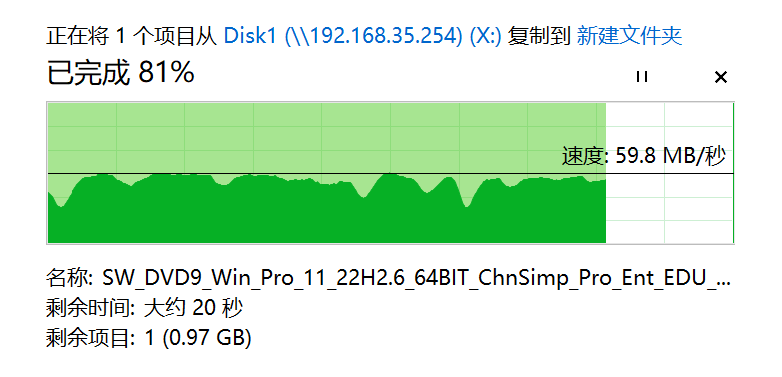 正在将 1 个项目从 Disk1 (\\192.168.35.254) (X:) 复制到 新建文件夹
已完成 81%
速度: 59.8 MB/秒
名称: SW_DVD9_Win_Pro_11_22H2.6_64BIT_ChnSimp_Pro_Ent_EDU_...
剩余时间: 大约 20 秒
剩余项目: 1 (0.97 GB)